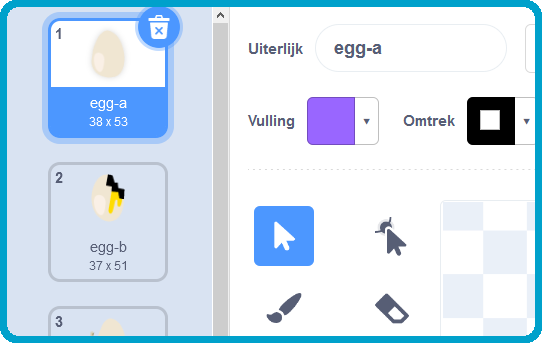 1
egg-a
38 x 53
2
egg-b
37 x 51
3
Uiterlijk
egg-a
Vulling
Omtrek